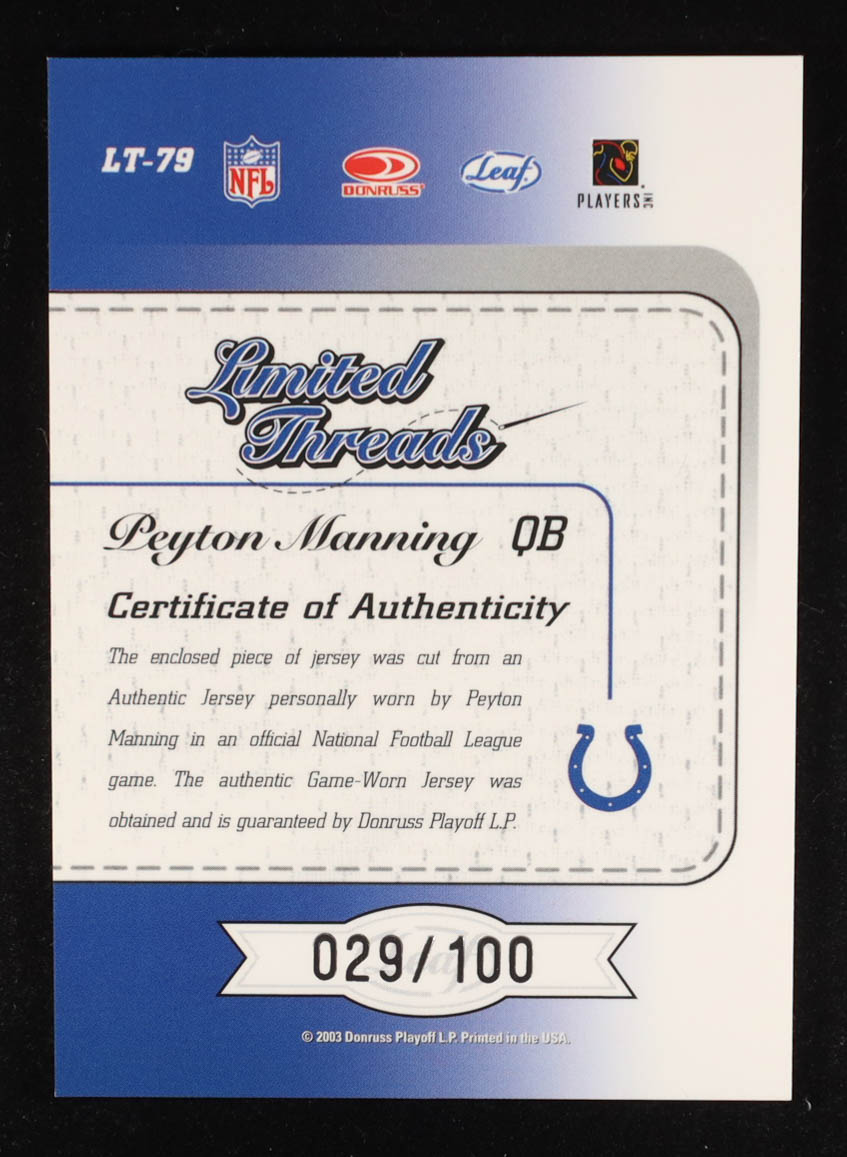 LT-79 NFL DONRUSS Leaf PLAYERS INC
Limited
Threads
Peyton Manning QB
Certificate of Authenticity
The enclosed piece of jersey was cut from an
Authentic Jersey personally worn by Peyton
Manning in an official National Football League
game. The authentic Game-Worn Jersey was
obtained and is guaranteed by Donruss Playoff L.P.
Leaf
029/100
© 2003 Donruss Playoff L.P. Printed in the USA.